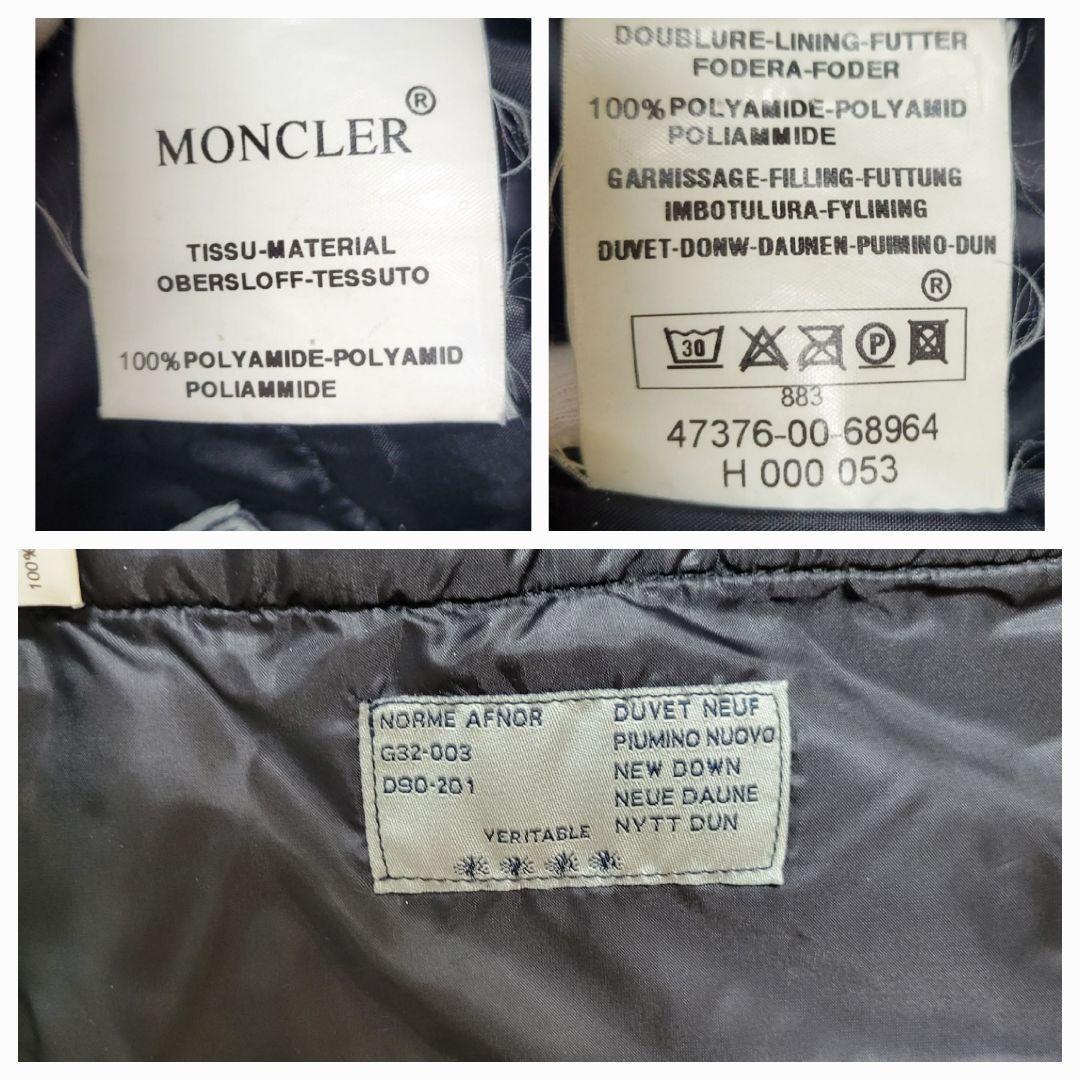 MONCLER®
TISSU-MATERIAL
OBERSLOFF-TESSUTO
100%POLYAMIDE-POLYAMID
POLIAMMIDE
DOUBLURE-LINING-FUTTER
FODERA-FODER
100%POLYAMIDE-POLYAMID
POLIAMMIDE
GARNISSAGE-FILLING-FUTTUNG
IMBOTULURA-FYLINING
DUVET-DONW-DAUNEN-PUIMINO-DUN
®
30 P
883
47376-00-68964
H 000 053
100%
NORME AFNOR
G32-003
D90-201
DUVET NEUF
PIUMINO NUOVO
NEW DOWN
NEUE DAUNE
NYTT DUN
VERITABLE